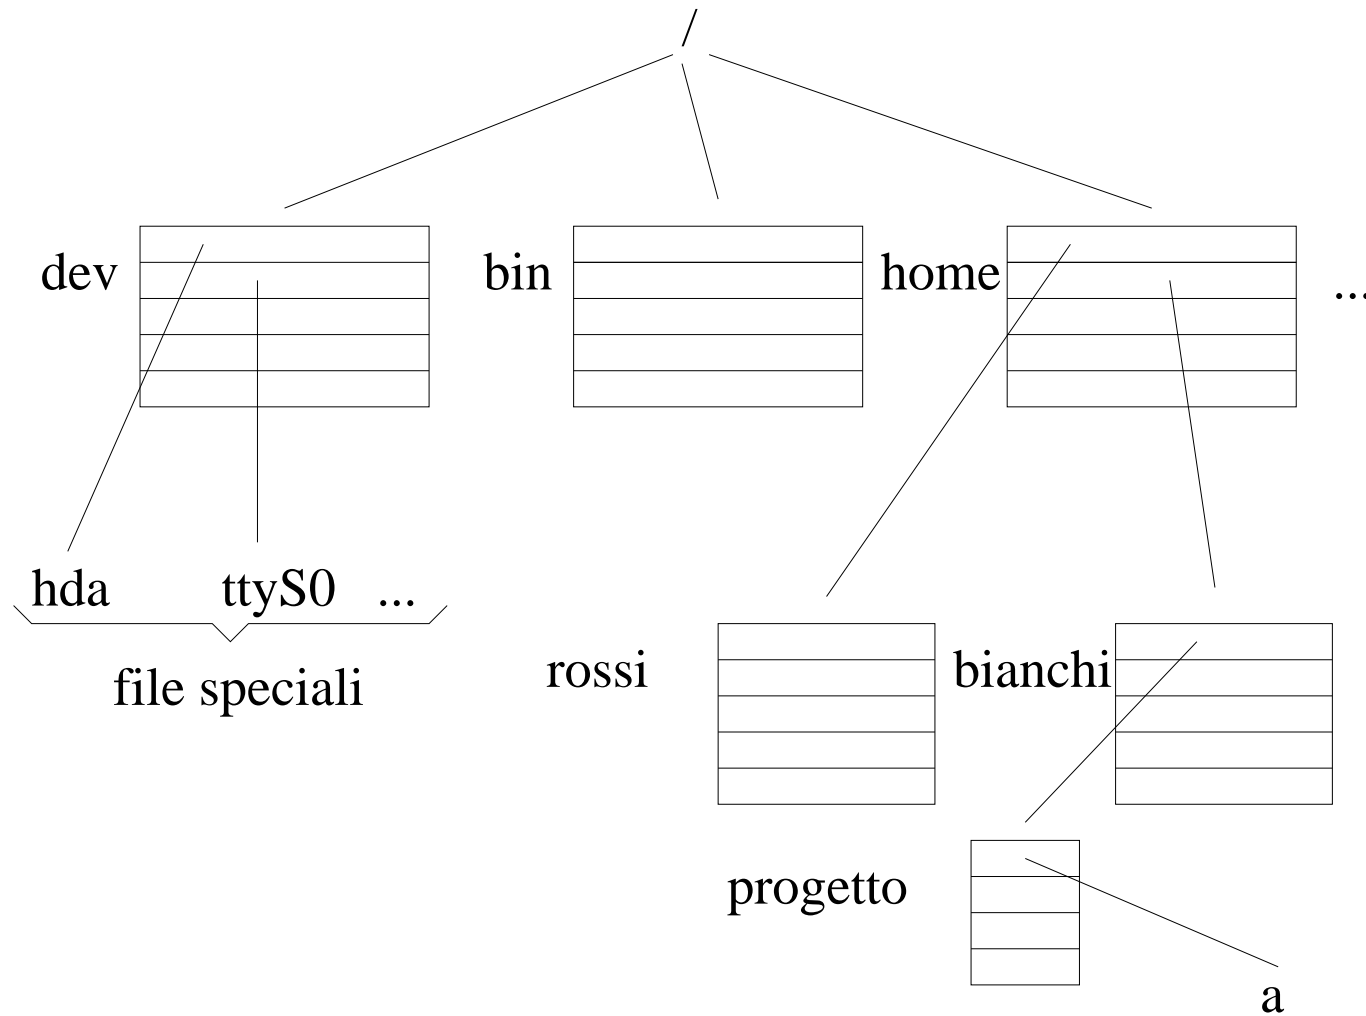 /
dev bin home ...
hda ttyS0 ...
file speciali
rossi bianchi
progetto
a